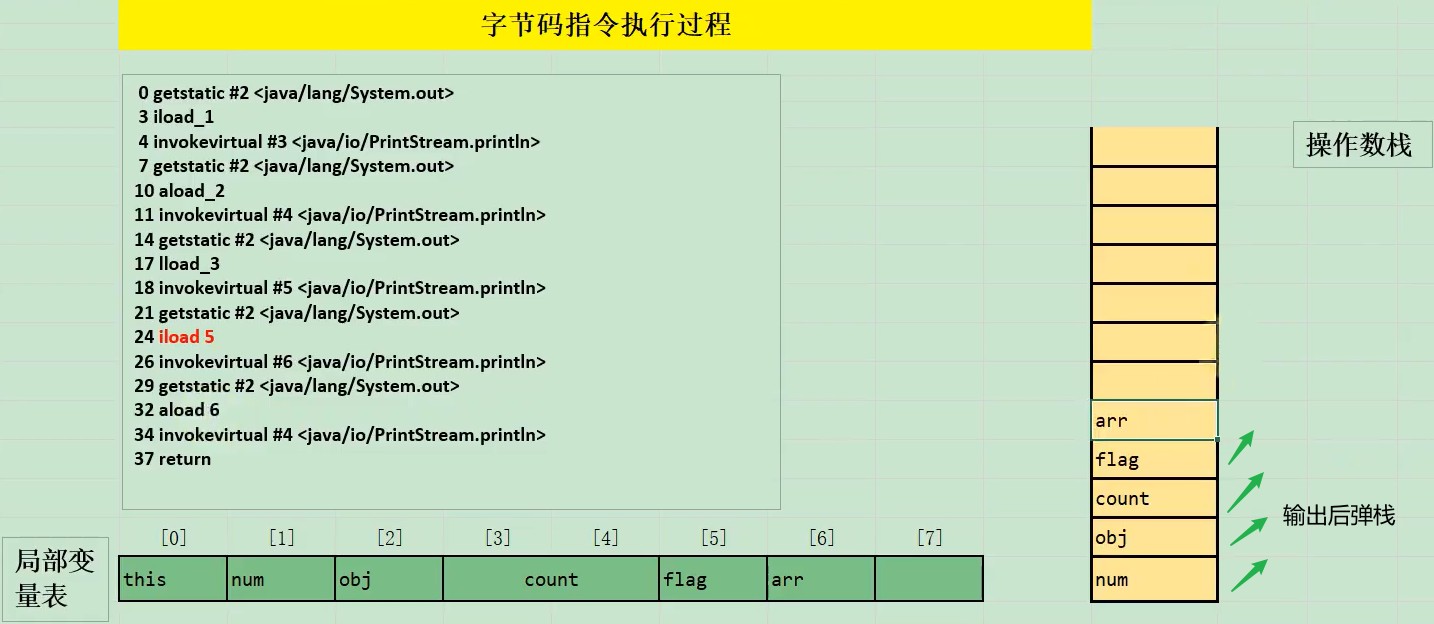 字节码指令执行过程
0 getstatic #2 <java/lang/System.out>
3 iload_1
4 invokevirtual #3 <java/io/PrintStream.println>
7 getstatic #2 <java/lang/System.out>
10 aload_2
11 invokevirtual #4 <java/io/PrintStream.println>
14 getstatic #2 <java/lang/System.out>
17 lload_3
18 invokevirtual #5 <java/io/PrintStream.println>
21 getstatic #2 <java/lang/System.out>
24 iload 5
26 invokevirtual #6 <java/io/PrintStream.println>
29 getstatic #2 <java/lang/System.out>
32 aload 6
34 invokevirtual #4 <java/io/PrintStream.println>
37 return
操作数栈
arr
flag
count
obj
num
输出后弹栈
[0] [1] [2] [3] [4] [5] [6] [7]
局部变
量表
this num obj count flag arr